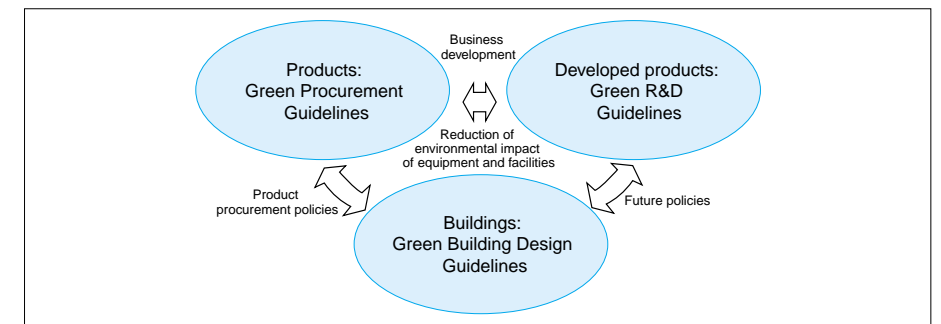 Business
development
Products:
Green Procurement
Guidelines
Developed products:
Green R&D
Guidelines
Reduction of
environmental impact
of equipment and facilities
Product
procurement policies
Future policies
Buildings:
Green Building Design
Guidelines